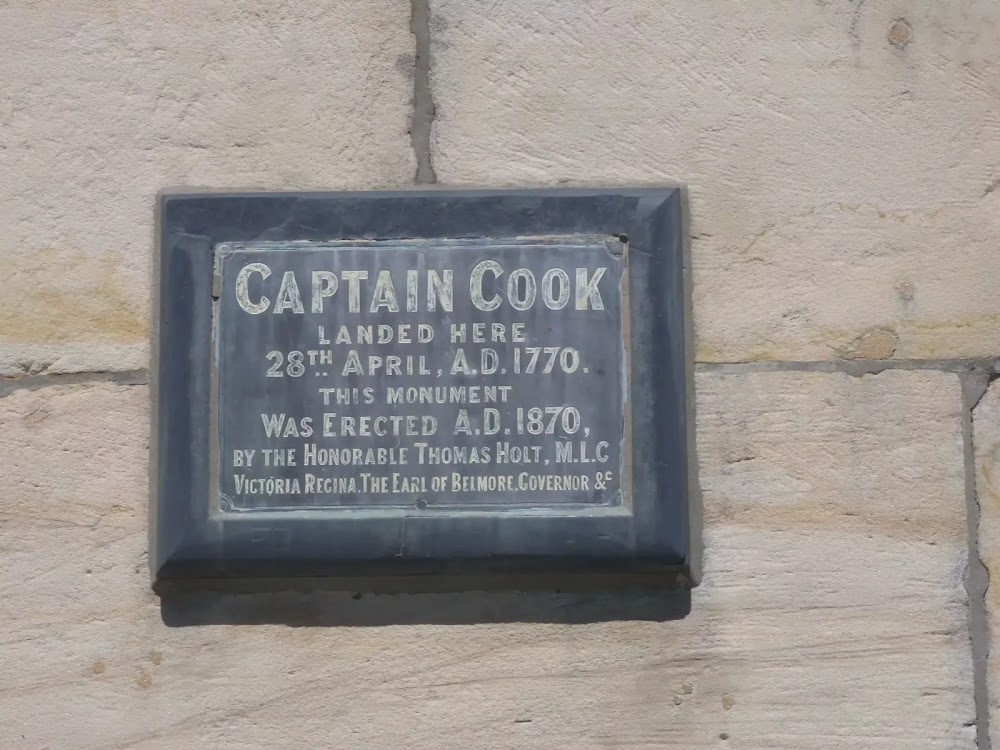 CAPTAIN COOK
LANDED HERE
28TH APRIL, A.D. 1770.
THIS MONUMENT
WAS ERECTED A.D. 1870,
BY THE HONORABLE THOMAS HOLT, M.L.C
VICTORIA REGINA. THE EARL OF BELMORE, GOVERNOR &c